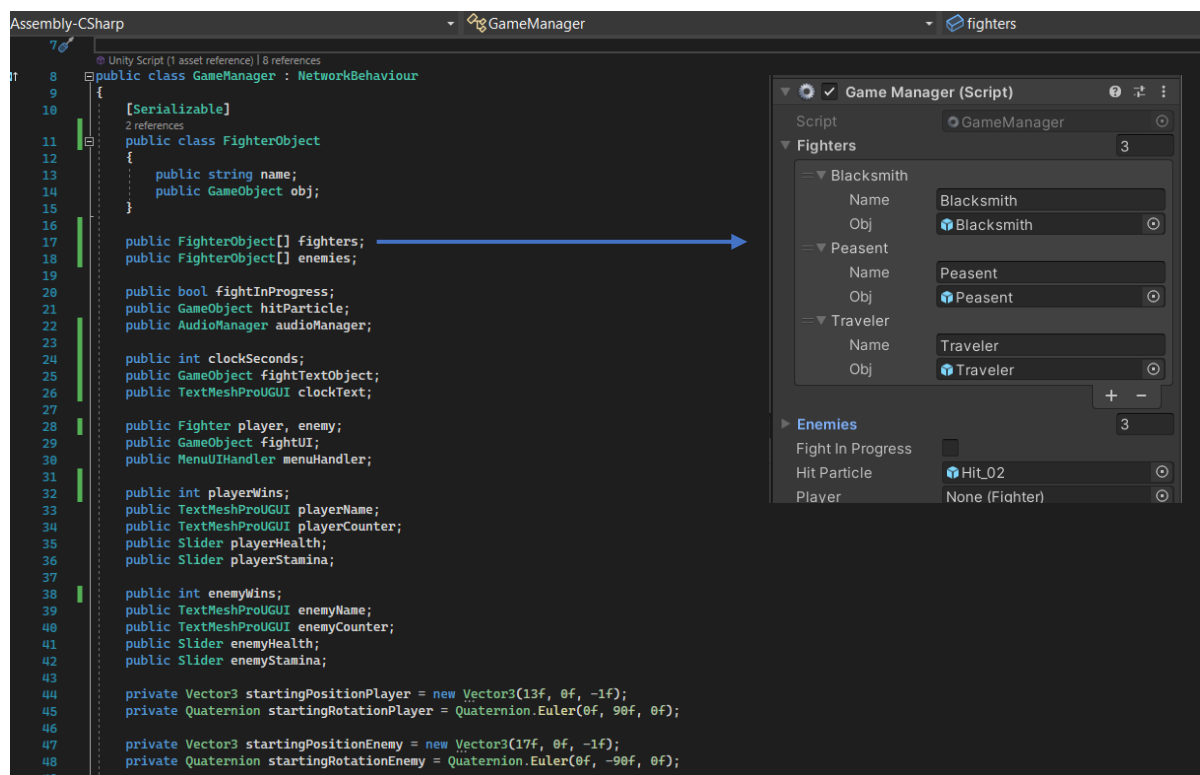 Assembly-CSharp
GameManager
fighters
7
Unity Script (1 asset reference) | 8 references
8 public class GameManager : NetworkBehaviour
9 {
10 [Serializable]
2 references
11 public class FighterObject
12 {
13 public string name;
14 public GameObject obj;
15 }
16
17 public FighterObject[] fighters;
18 public FighterObject[] enemies;
19
20 public bool fightInProgress;
21 public GameObject hitParticle;
22 public AudioManager audioManager;
23
24 public int clockSeconds;
25 public GameObject fightTextObject;
26 public TextMeshProUGUI clockText;
27
28 public Fighter player, enemy;
29 public GameObject fightUI;
30 public MenuUIHandler menuHandler;
31
32 public int playerWins;
33 public TextMeshProUGUI playerName;
34 public TextMeshProUGUI playerCounter;
35 public Slider playerHealth;
36 public Slider playerStamina;
37
38 public int enemyWins;
39 public TextMeshProUGUI enemyName;
40 public TextMeshProUGUI enemyCounter;
41 public Slider enemyHealth;
42 public Slider enemyStamina;
43
44 private Vector3 startingPositionPlayer = new Vector3(13f, 0f, -1f);
45 private Quaternion startingRotationPlayer = Quaternion.Euler(0f, 90f, 0f);
46
47 private Vector3 startingPositionEnemy = new Vector3(17f, 0f, -1f);
48 private Quaternion startingRotationEnemy = Quaternion.Euler(0f, -90f, 0f);
Game Manager (Script)
Script GameManager
Fighters 3
Blacksmith
Name Blacksmith
Obj Blacksmith
Peasent
Name Peasent
Obj Peasent
Traveler
Name Traveler
Obj Traveler
+ −
Enemies 3
Fight In Progress
Hit Particle Hit_02
Player None (Fighter)